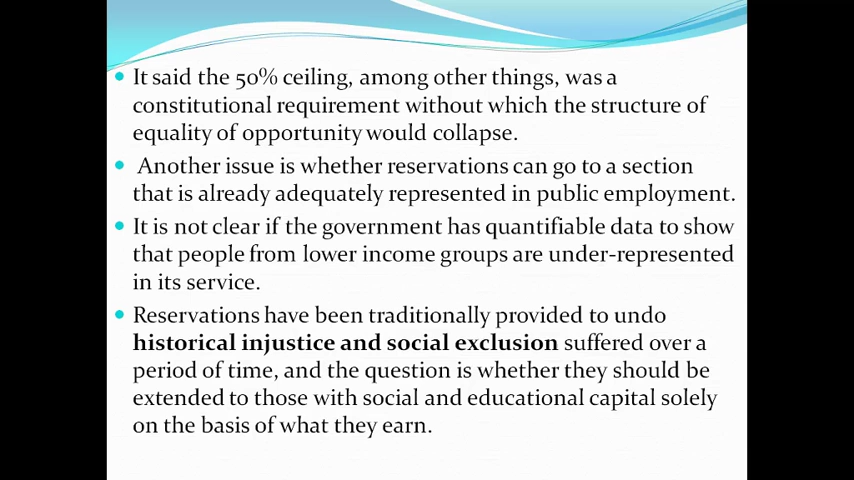 It said the 50% ceiling, among other things, was a
constitutional requirement without which the structure of
equality of opportunity would collapse.
Another issue is whether reservations can go to a section
that is already adequately represented in public employment.
It is not clear if the government has quantifiable data to show
that people from lower income groups are under-represented
in its service.
Reservations have been traditionally provided to undo
historical injustice and social exclusion suffered over a
period of time, and the question is whether they should be
extended to those with social and educational capital solely
on the basis of what they earn.